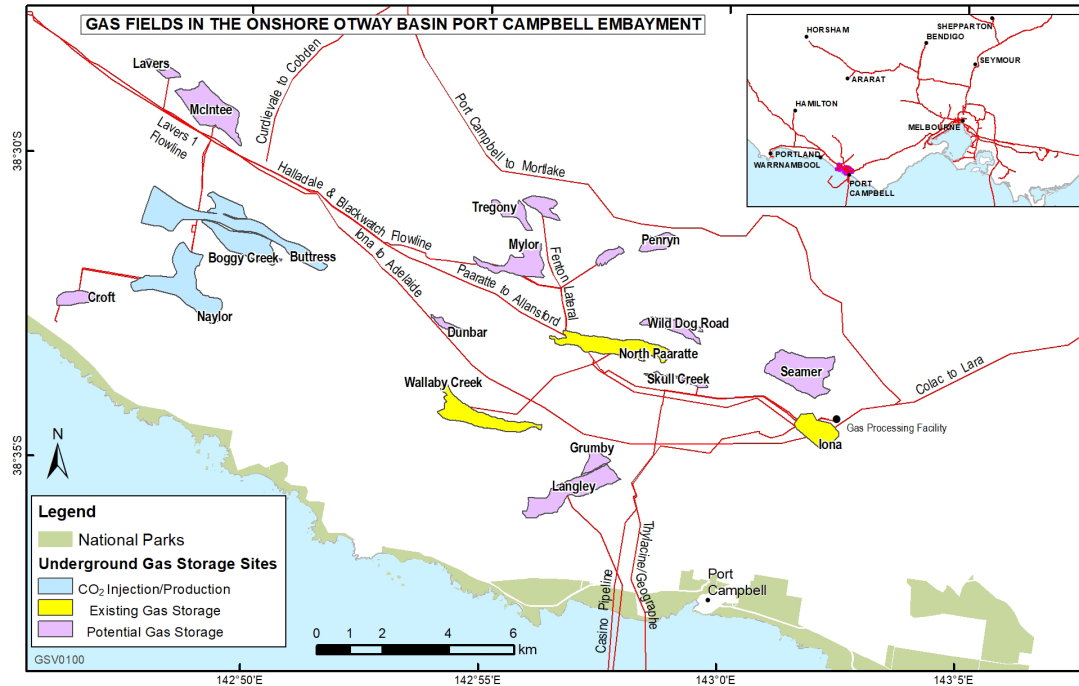 GAS FIELDS IN THE ONSHORE OTWAY BASIN PORT CAMPBELL EMBAYMENT
HORSHAM
SHEPPARTON
BENDIGO
SEYMOUR
ARARAT
HAMILTON
MELBOURNE
PORTLAND
WARRNAMBOOL
PORT
CAMPBELL
Lavers
McIntee
Curdievale to Cobden
Port Campbell to Mortlake
Lavers 1
Flowline
38°30'S
Halladale & Blackwatch Flowline
Iona to Adelaide
Tregony
Mylor
Penryn
Fenton Lateral
Boggy Creek
Buttress
Paaratte to Allansford
Croft
Naylor
Dunbar
Wild Dog Road
North Paaratte
Skull Creek
Seamer
Colac to Lara
Wallaby Creek
Gas Processing Facility
Iona
N
38°35'S
Grumby
Langley
Thylacine/Geographe
Casino Pipeline
Port
Campbell
Legend
National Parks
Underground Gas Storage Sites
CO₂ Injection/Production
Existing Gas Storage
Potential Gas Storage
GSV0100
0 1 2 4 6
km
142°50'E
142°55'E
143°0'E
143°5'E